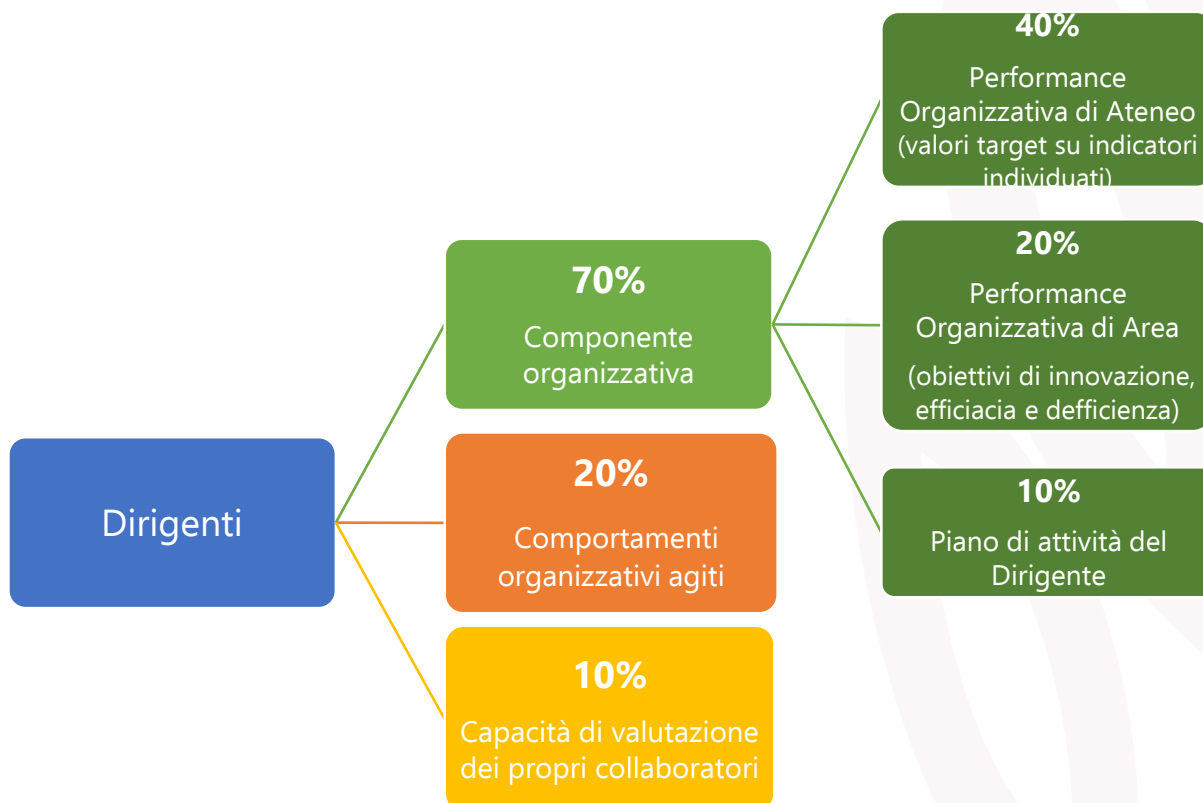 Dirigenti
70%
Componente
organizzativa
20%
Comportamenti
organizzativi agiti
10%
Capacità di valutazione
dei propri collaboratori
40%
Performance
Organizzativa di Ateneo
(valori target su indicatori
individuati)
20%
Performance
Organizzativa di Area
(obiettivi di innovazione,
efficiacia e defficienza)
10%
Piano di attività del
Dirigente